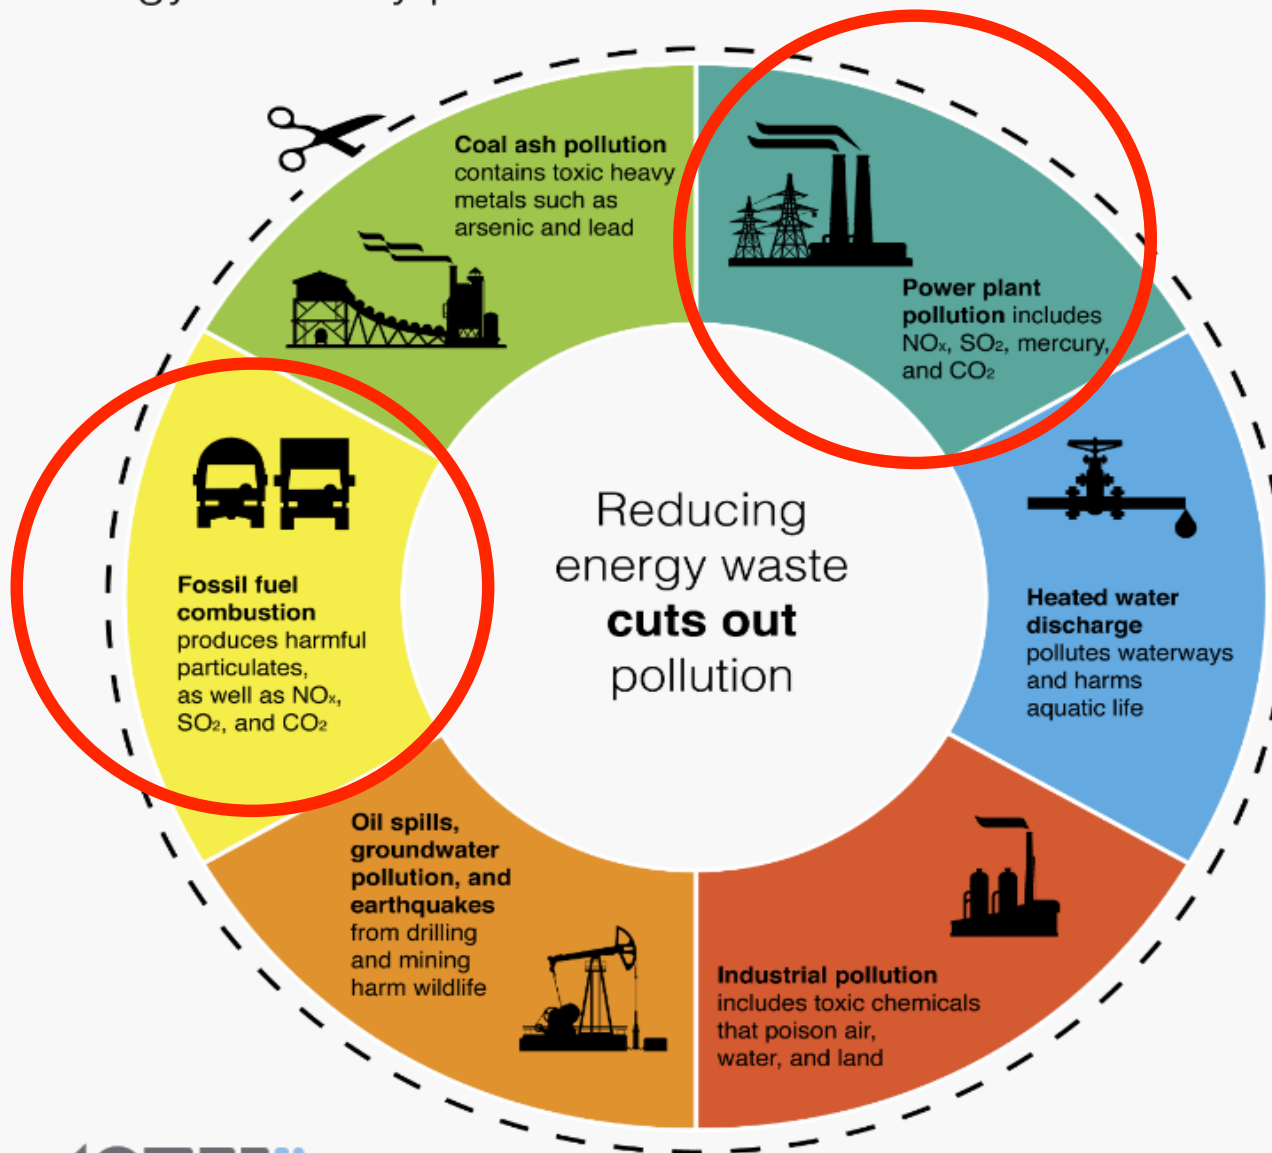 Coal ash pollution
contains toxic heavy
metals such as
arsenic and lead
Power plant
pollution includes
NOₓ, SO₂, mercury,
and CO₂
Heated water
discharge
pollutes waterways
and harms
aquatic life
Industrial pollution
includes toxic chemicals
that poison air,
water, and land
Oil spills,
groundwater
pollution, and
earthquakes
from drilling
and mining
harm wildlife
Fossil fuel
combustion
produces harmful
particulates,
as well as NOₓ,
SO₂, and CO₂
Reducing
energy waste
cuts out
pollution